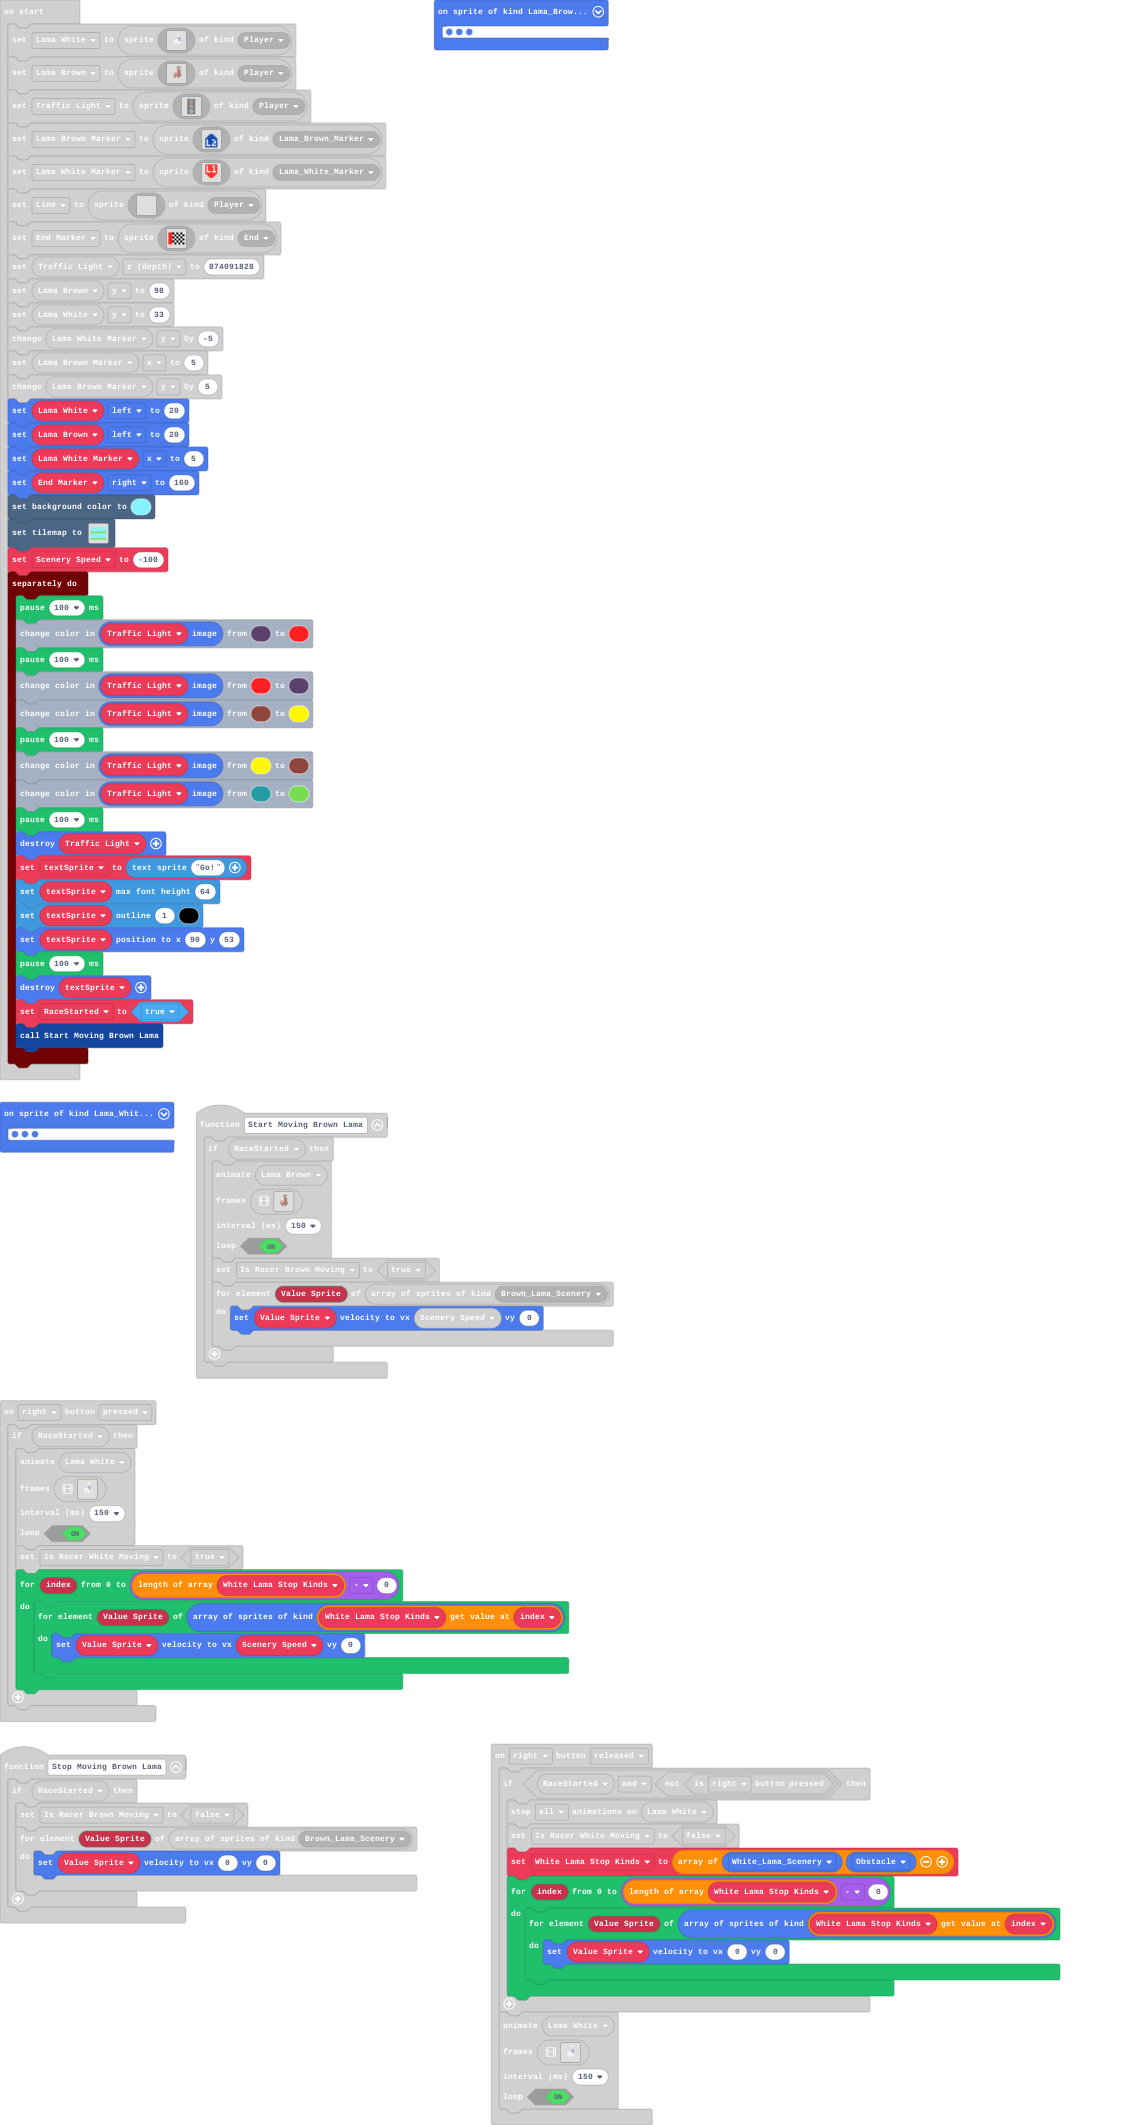 on start
on sprite of kind Lama_Brow...
set Lama White to sprite of kind Player
set Lama Brown to sprite of kind Player
set Traffic Light to sprite of kind Player
set Lama Brown Marker to sprite of kind Lama_Brown_Marker
set Lama White Marker to sprite L1 of kind Lama_White_Marker
set Line to sprite of kind Player
set End Marker to sprite of kind End
set Traffic Light z (depth) to 874091828
set Lama Brown y to 98
set Lama White y to 33
change Lama White Marker y by -5
set Lama Brown Marker x to 5
change Lama Brown Marker y by 5
set Lama White left to 20
set Lama Brown left to 20
set Lama White Marker x to 5
set End Marker right to 160
set background color to
set tilemap to
set Scenery Speed to -100
separately do
pause 100 ms
change color in Traffic Light image from to
pause 100 ms
change color in Traffic Light image from to
change color in Traffic Light image from to
pause 100 ms
change color in Traffic Light image from to
change color in Traffic Light image from to
pause 100 ms
destroy Traffic Light
set textSprite to text sprite "Go!"
set textSprite max font height 64
set textSprite outline 1
set textSprite position to x 90 y 53
pause 100 ms
destroy textSprite
set RaceStarted to true
call Start Moving Brown Lama
on sprite of kind Lama_Whit...
function Start Moving Brown Lama
if RaceStarted then
animate Lama Brown
frames
interval (ms) 150
loop ON
set Is Racer Brown Moving to true
for element Value Sprite of array of sprites of kind Brown_Lama_Scenery
do
set Value Sprite velocity to vx Scenery Speed vy 0
on right button pressed
if RaceStarted then
animate Lama White
frames
interval (ms) 150
loop ON
set Is Racer White Moving to true
for index from 0 to length of array White Lama Stop Kinds - 0
do
for element Value Sprite of array of sprites of kind White Lama Stop Kinds get value at index
do
set Value Sprite velocity to vx Scenery Speed vy 0
function Stop Moving Brown Lama
if RaceStarted then
set Is Racer Brown Moving to false
for element Value Sprite of array of sprites of kind Brown_Lama_Scenery
do
set Value Sprite velocity to vx 0 vy 0
on right button released
if RaceStarted and not is right button pressed then
stop all animations on Lama White
set Is Racer White Moving to false
set White Lama Stop Kinds to array of White_Lama_Scenery Obstacle
for index from 0 to length of array White Lama Stop Kinds - 0
do
for element Value Sprite of array of sprites of kind White Lama Stop Kinds get value at index
do
set Value Sprite velocity to vx 0 vy 0
animate Lama White
frames
interval (ms) 150
loop ON